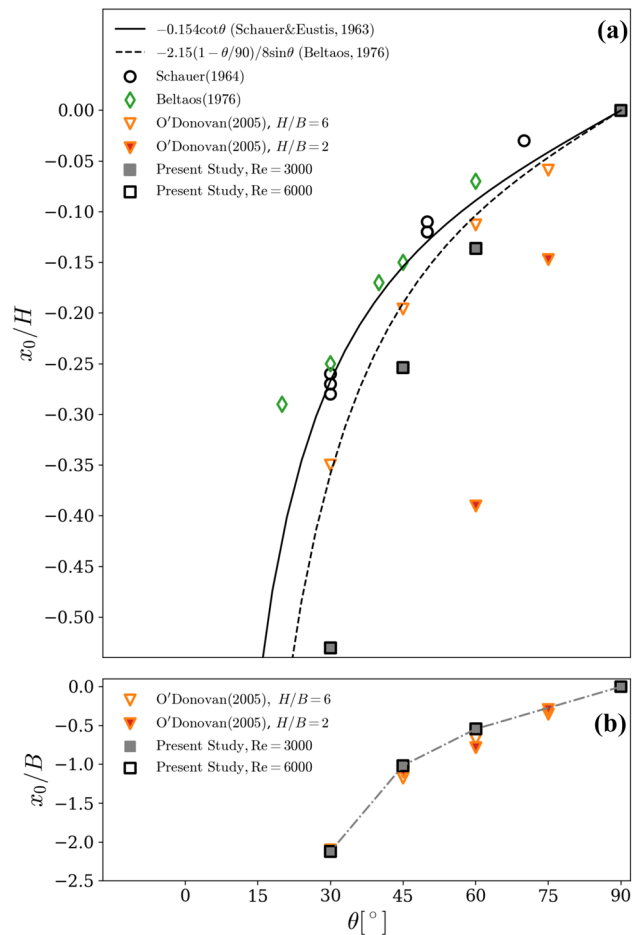 (a)
−0.154cotθ (Schauer&Eustis, 1963)
−2.15(1 − θ/90)/8sinθ (Beltaos, 1976)
Schauer(1964)
Beltaos(1976)
O′Donovan(2005), H/B = 6
O′Donovan(2005), H/B = 2
Present Study, Re = 3000
Present Study, Re = 6000
0.00
−0.05
−0.10
−0.15
−0.20
−0.25
−0.30
−0.35
−0.40
−0.45
−0.50
x₀/H
(b)
O′Donovan(2005), H/B = 6
O′Donovan(2005), H/B = 2
Present Study, Re = 3000
Present Study, Re = 6000
0.0
−0.5
−1.0
−1.5
−2.0
−2.5
x₀/B
0 15 30 45 60 75 90
θ[°]